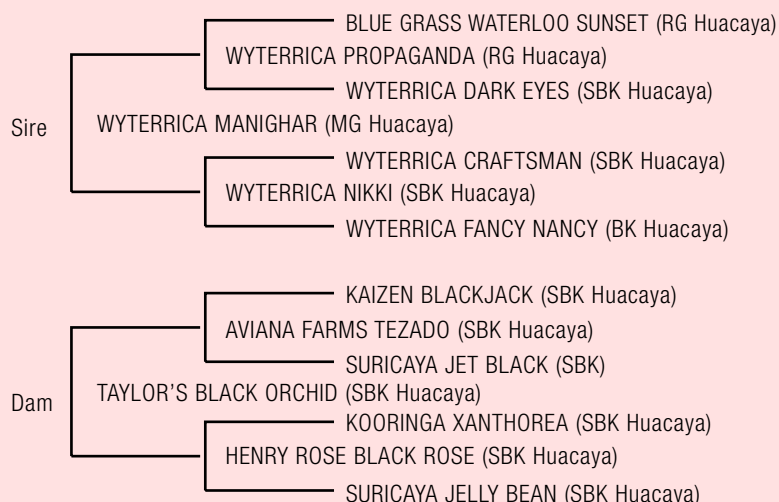 BLUE GRASS WATERLOO SUNSET (RG Huacaya)
WYTERRICA PROPAGANDA (RG Huacaya)
WYTERRICA DARK EYES (SBK Huacaya)
Sire
WYTERRICA MANIGHAR (MG Huacaya)
WYTERRICA CRAFTSMAN (SBK Huacaya)
WYTERRICA NIKKI (SBK Huacaya)
WYTERRICA FANCY NANCY (BK Huacaya)
KAIZEN BLACKJACK (SBK Huacaya)
AVIANA FARMS TEZADO (SBK Huacaya)
SURICAYA JET BLACK (SBK)
Dam
TAYLOR'S BLACK ORCHID (SBK Huacaya)
KOORINGA XANTHOREA (SBK Huacaya)
HENRY ROSE BLACK ROSE (SBK Huacaya)
SURICAYA JELLY BEAN (SBK Huacaya)